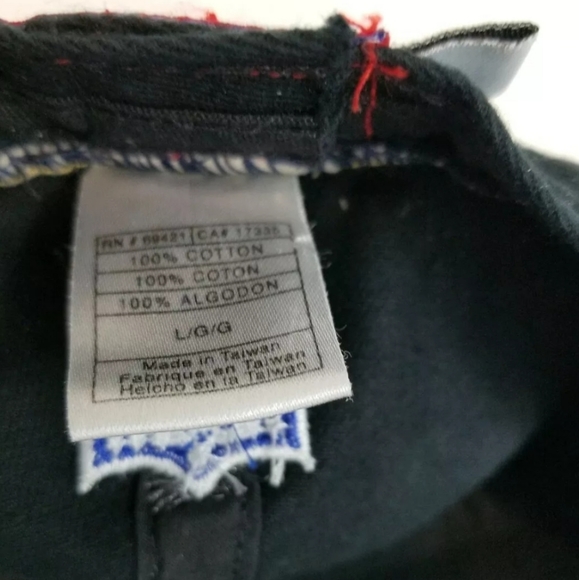 RN # 69421 CA# 17335
100% COTTON
100% COTON
100% ALGODON
L/G/G
Made in Taiwan
Fabrique en Taiwan
Helcho en la Taiwan